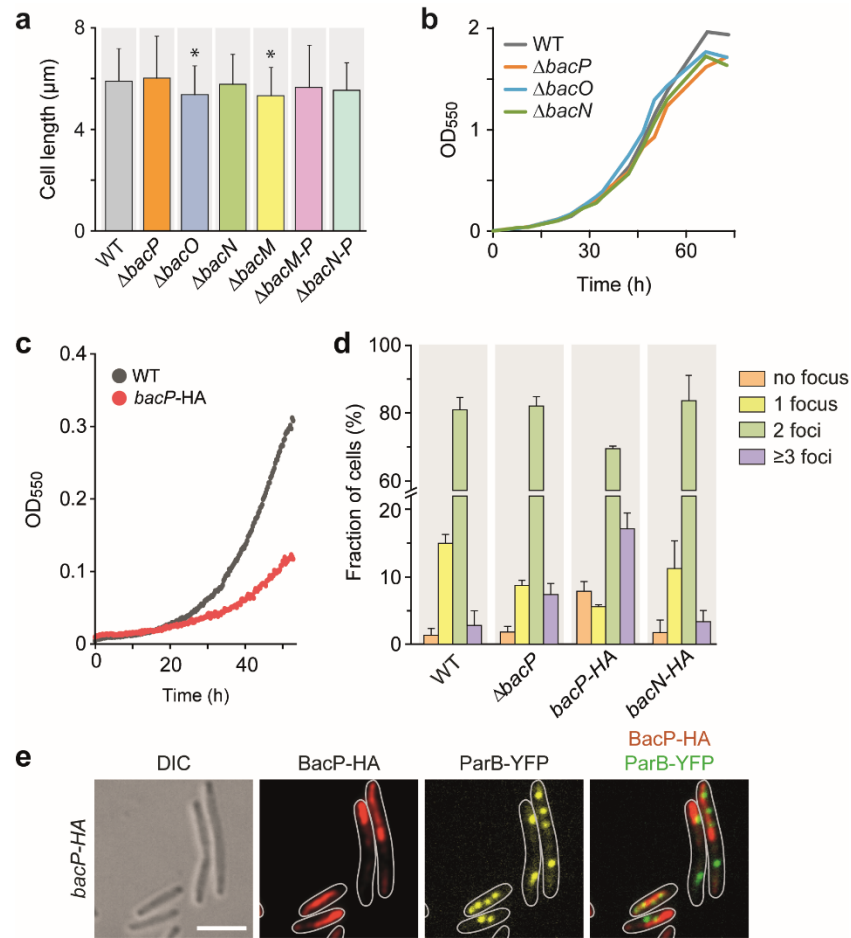 a
Cell length (µm)
8
6
3
0
WT
ΔbacP
ΔbacO
*
ΔbacN
ΔbacM
*
ΔbacM-P
ΔbacN-P
b
OD550
2
1
0
WT
ΔbacP
ΔbacO
ΔbacN
0
30
60
Time (h)
c
OD550
0.4
0.3
0.2
0.1
0
WT
bacP-HA
0
20
40
Time (h)
d
Fraction of cells (%)
100
80
60
20
10
0
no focus
1 focus
2 foci
≥3 foci
WT
ΔbacP
bacP-HA
bacN-HA
e
bacP-HA
DIC
BacP-HA
ParB-YFP
BacP-HA
ParB-YFP